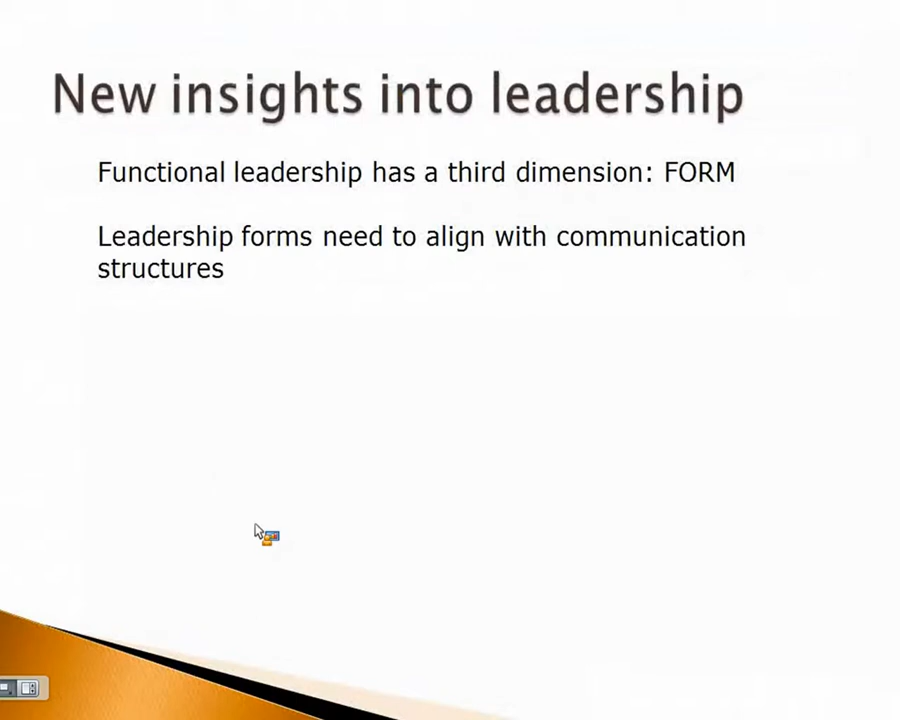 New insights into leadership
Functional leadership has a third dimension: FORM
Leadership forms need to align with communication
structures